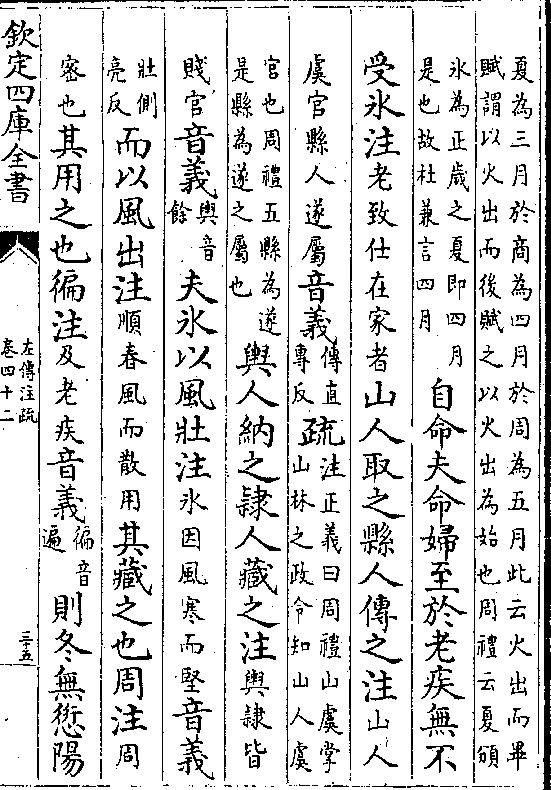 夏為三月於商為四月於周為五月此云火出而畢
賦謂以火出而後賦之以火出為始也周禮云夏頒
冰為正歲之夏即四月
是也故杜兼言四月
自命夫命婦至於老疾無不
受冰注老致仕在家者山人取之縣人傳之注山人
虞官縣人遂屬音義傳直
專反
疏注正義曰周禮山虞掌
山林之政令知山人虞
官也周禮五縣為遂
是縣為遂之屬也
輿人納之隸人藏之注輿隸皆
賤官音義輿音
餘
夫冰以風壯注冰因風寒而堅音義
壯側
亮反
而以風出注順春風而散用其藏之也周注周
密也其用之也徧注及老疾音義徧音
遍
則冬無愆陽
欽定四庫全書
左傳注疏
卷四十二
三十五